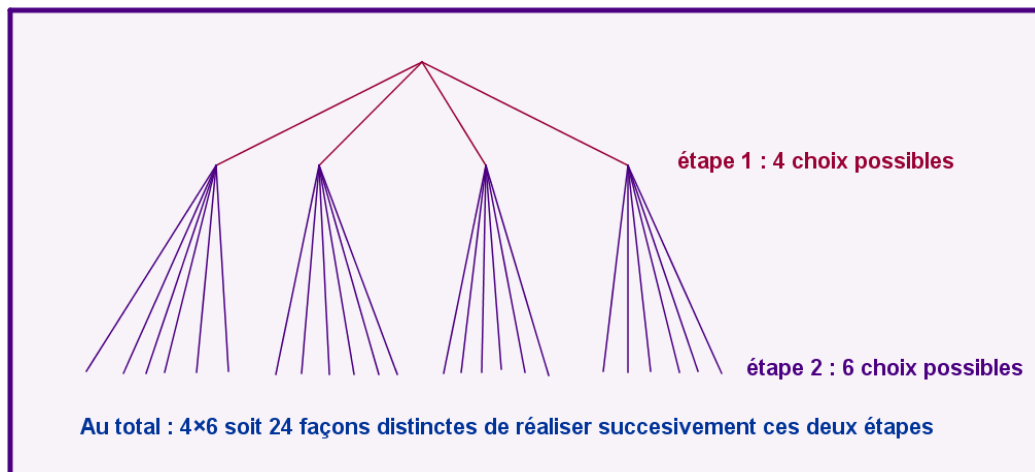 étape 1 : 4 choix possibles
étape 2 : 6 choix possibles
Au total : 4×6 soit 24 façons distinctes de réaliser succesivement ces deux étapes